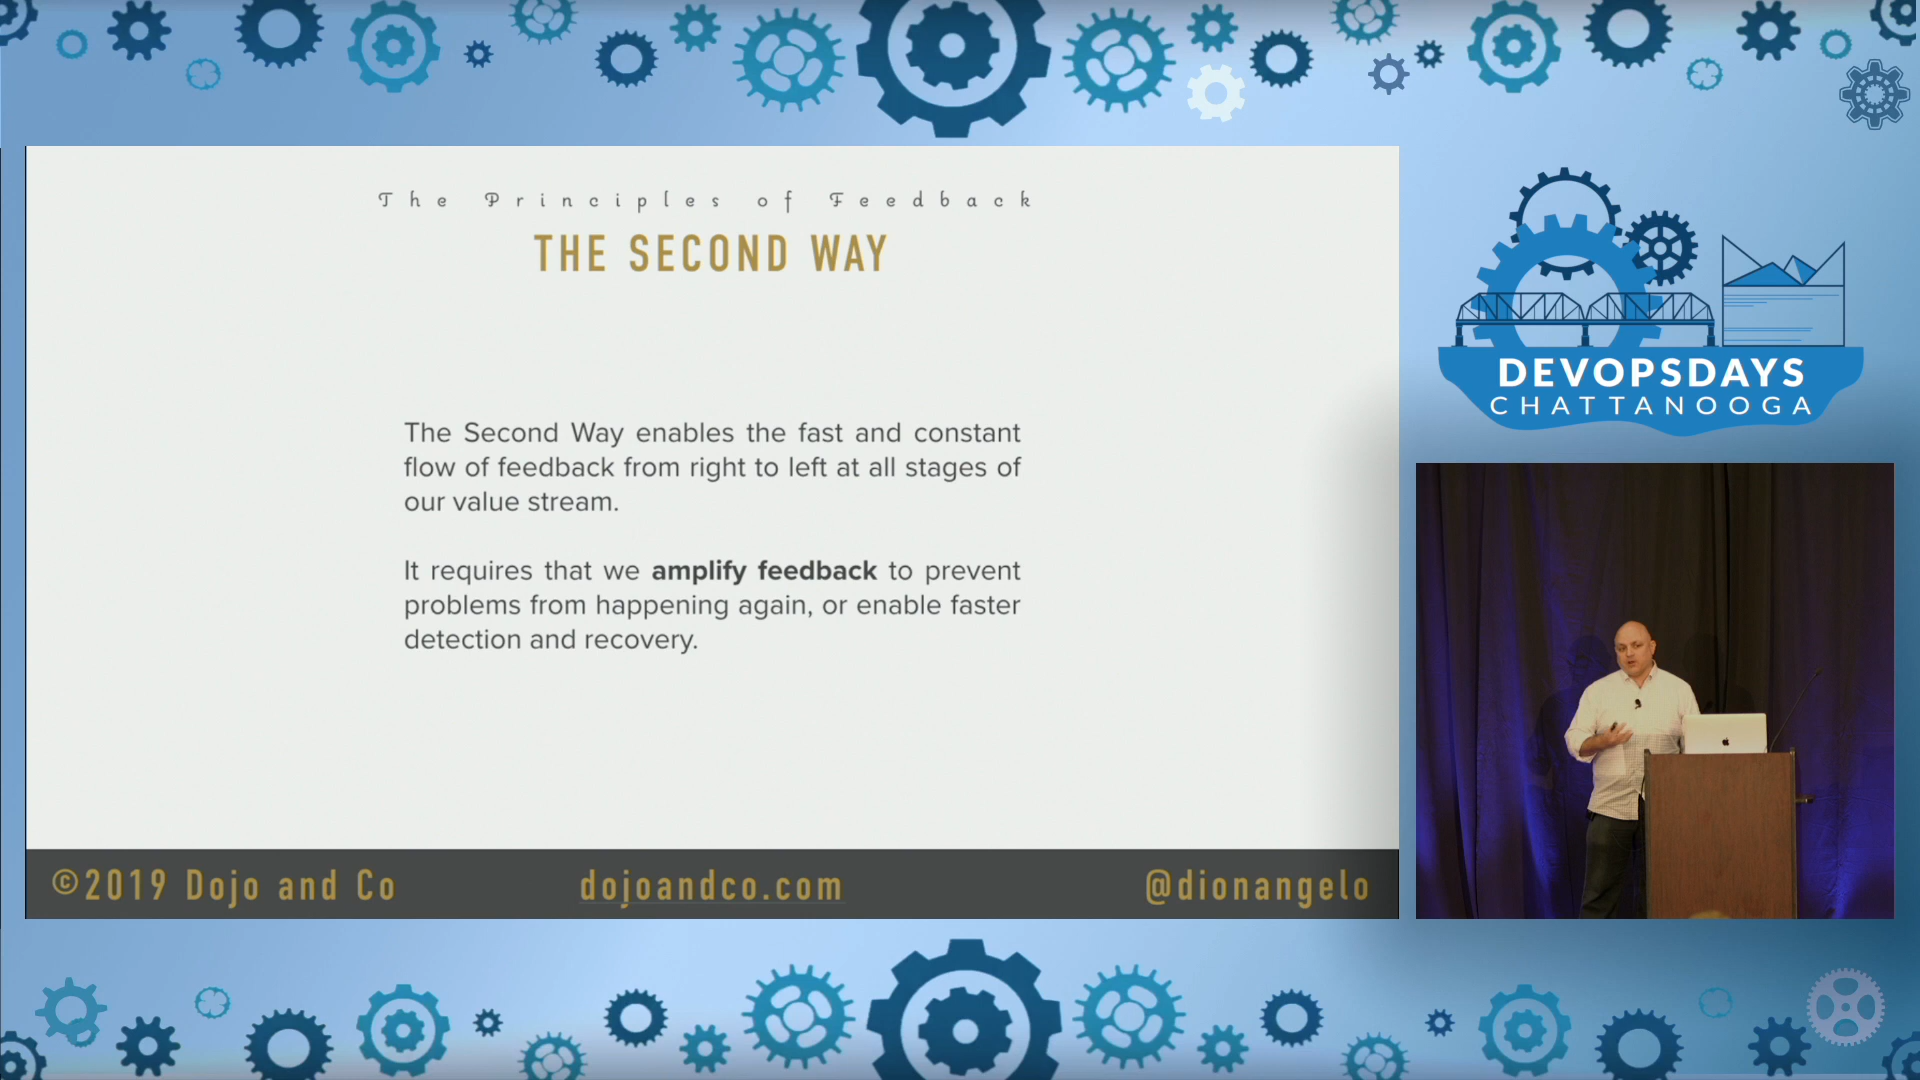 The Principles of Feedback
THE SECOND WAY
The Second Way enables the fast and constant
flow of feedback from right to left at all stages of
our value stream.
It requires that we amplify feedback to prevent
problems from happening again, or enable faster
detection and recovery.
©2019 Dojo and Co
dojoandco.com
@dionangelo
DEVOPSDAYS
CHATTANOOGA